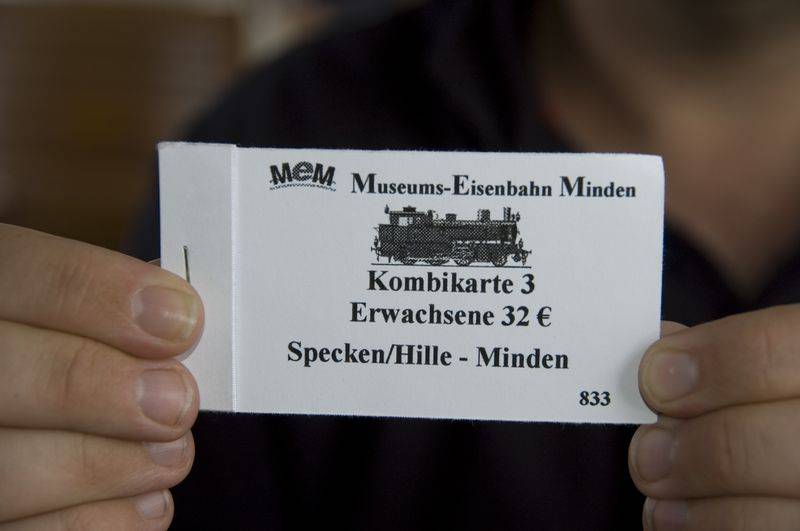 MeM Museums-Eisenbahn Minden
Kombikarte 3
Erwachsene 32 €
Specken/Hille - Minden
833